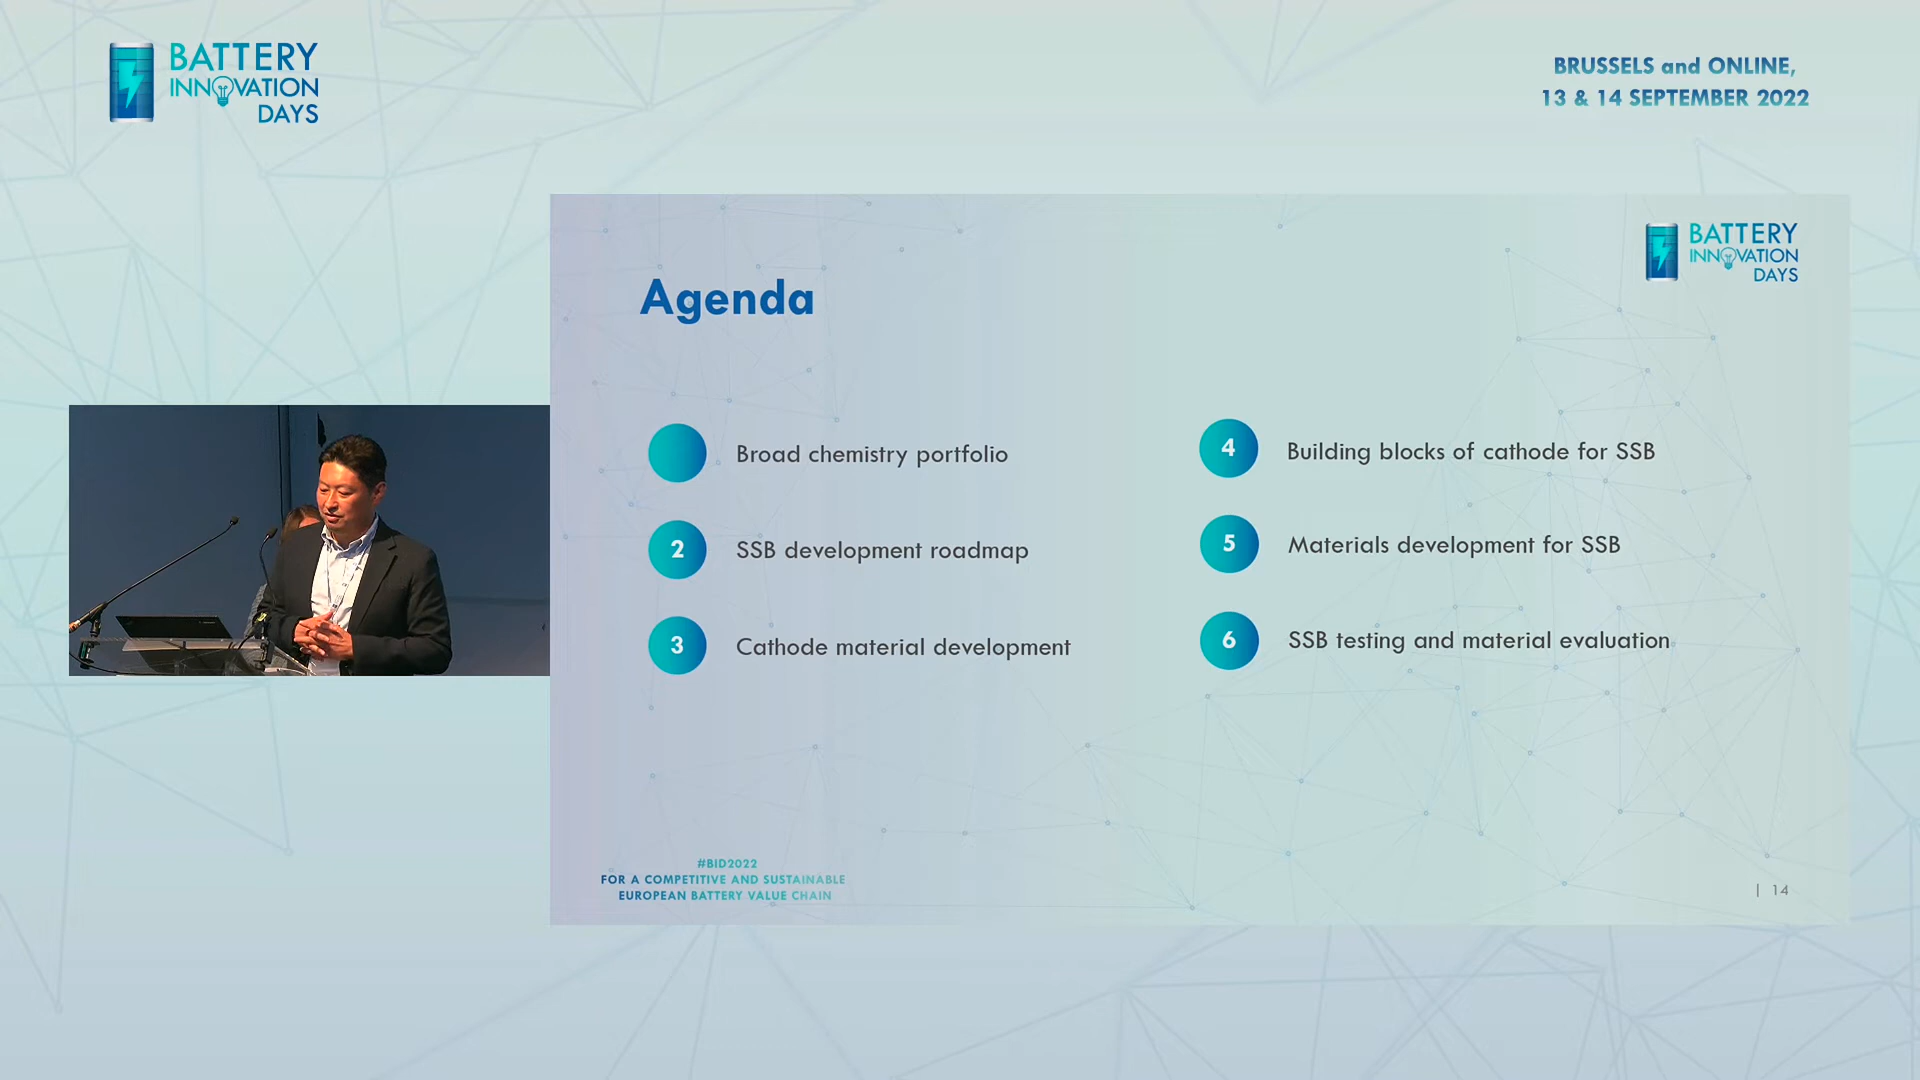 BATTERY
INNOVATION
DAYS
BRUSSELS and ONLINE,
13 & 14 SEPTEMBER 2022
BATTERY
INNOVATION
DAYS
Agenda
Broad chemistry portfolio
2 SSB development roadmap
3 Cathode material development
4 Building blocks of cathode for SSB
5 Materials development for SSB
6 SSB testing and material evaluation
#BID2022
FOR A COMPETITIVE AND SUSTAINABLE
EUROPEAN BATTERY VALUE CHAIN
| 14